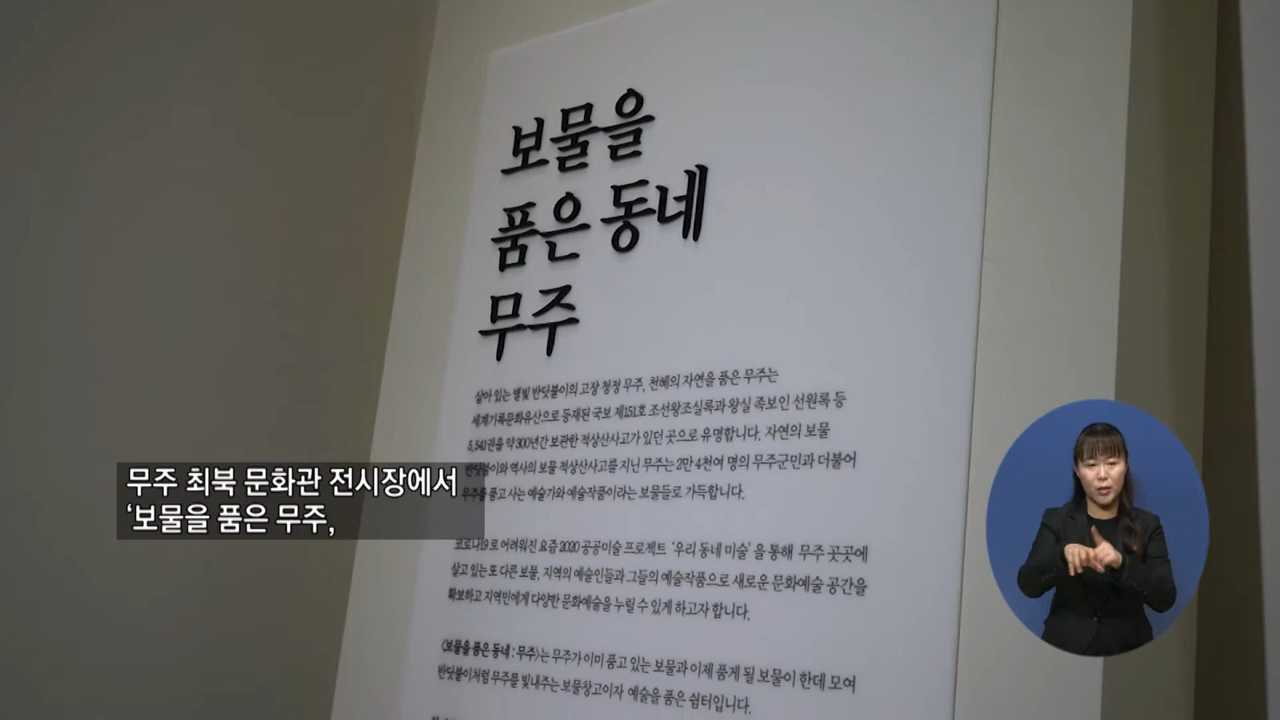 보물을
품은 동네
무주
살아 있는 별빛 반딧불이의 고장 청정 무주, 천혜의 자연을 품은 무주는
세계기록문화유산으로 등재된 국보 제151호 조선왕조실록과 왕실 족보인 선원록 등
5,541권을 약 300년간 보관한 적상산사고가 있던 곳으로 유명합니다. 자연의 보물
반딧불이와 역사의 보물 적상산사고를 지닌 무주는 2만 4천여 명의 무주군민과 더불어
무주를 품고 사는 예술가와 예술작품이라는 보물들로 가득합니다.
코로나19로 어려워진 요즘 2020 공공미술 프로젝트 '우리 동네 미술'을 통해 무주 곳곳에
살고 있는 또 다른 보물, 지역의 예술인들과 그들의 예술작품으로 새로운 문화예술 공간을
확보하고 지역민에게 다양한 문화예술을 누릴 수 있게 하고자 합니다.
〈보물을 품은 동네 : 무주〉는 무주가 이미 품고 있는 보물과 이제 품게 될 보물이 한데 모여
반딧불이처럼 무주를 빛내주는 보물창고이자 예술을 품은 쉼터입니다.
무주 최북 문화관 전시장에서
‘보물을 품은 무주,